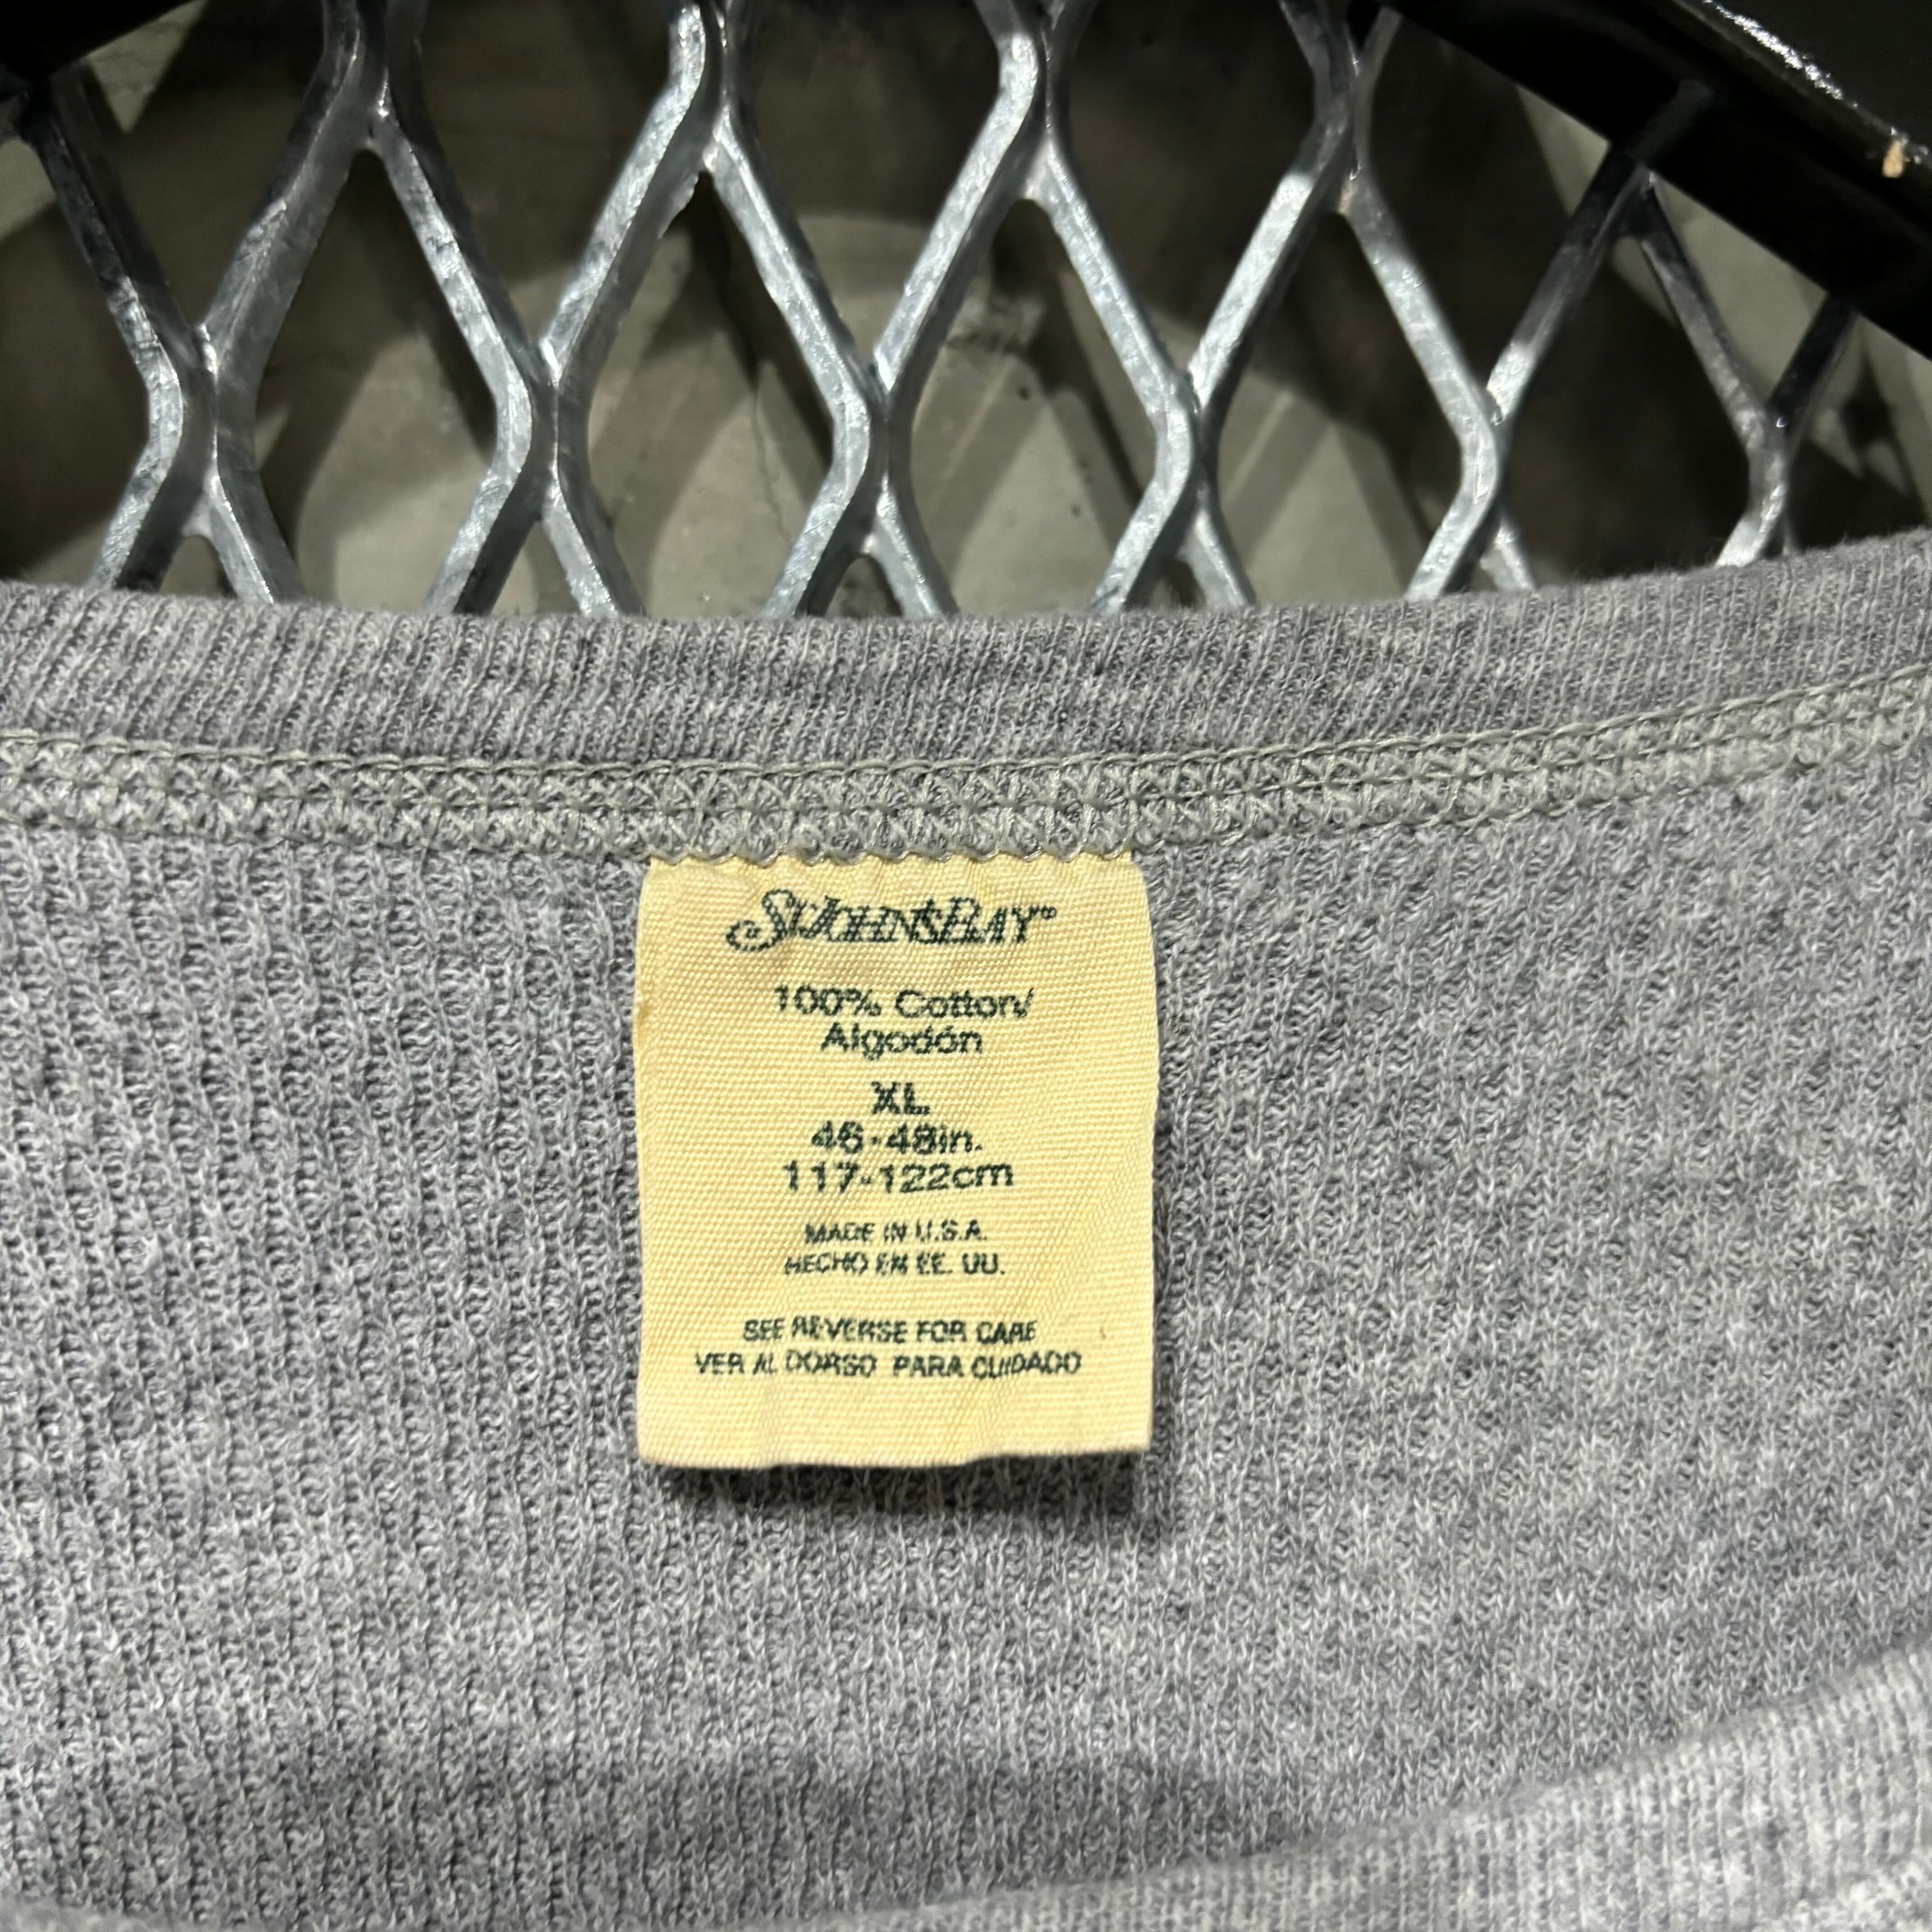 St. John's Bay®
100% Cotton/
Algodón
XL
46-48in.
117-122cm
MADE IN U.S.A.
HECHO EN EE. UU.
SEE REVERSE FOR CARE
VER AL DORSO PARA CUIDADO